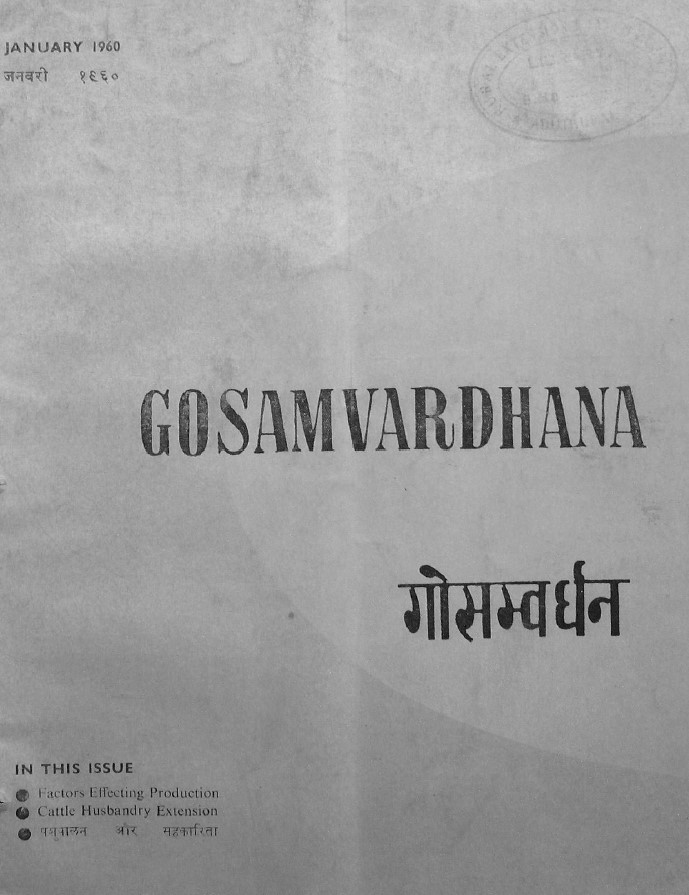 JANUARY 1960
जनवरी १९६०
GOSAMVARDHANA
गोसम्वर्धन
IN THIS ISSUE
Factors Effecting Production
Cattle Husbandry Extension
पशुपालन और सहकारिता